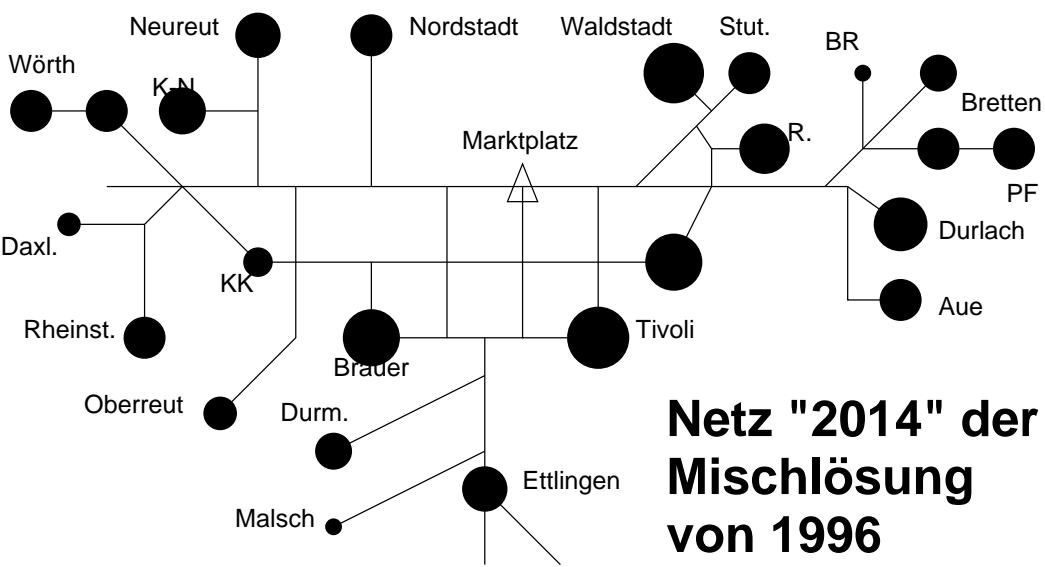 Neureut
Nordstadt
Waldstadt
Stut.
BR
Wörth
K-N
Bretten
Marktplatz
R.
PF
Daxl.
Durlach
KK
Rheinst.
Tivoli
Aue
Brauer
Oberreut
Durm.
Ettlingen
Malsch
Netz "2014" der
Mischlösung
von 1996